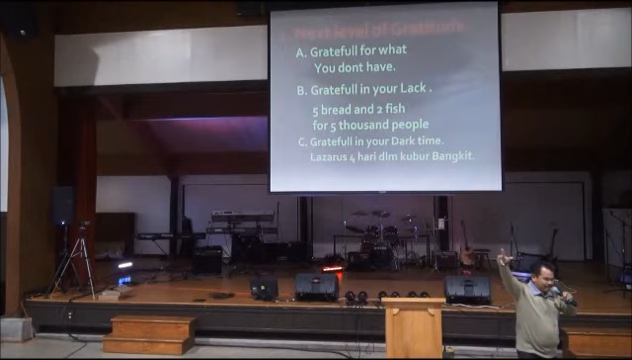 Next level of Gratitude
A. Gratefull for what
You dont have.
B. Gratefull in your Lack .
5 bread and 2 fish
for 5 thousand people
C. Gratefull in your Dark time.
Lazarus 4 hari dlm kubur Bangkit.